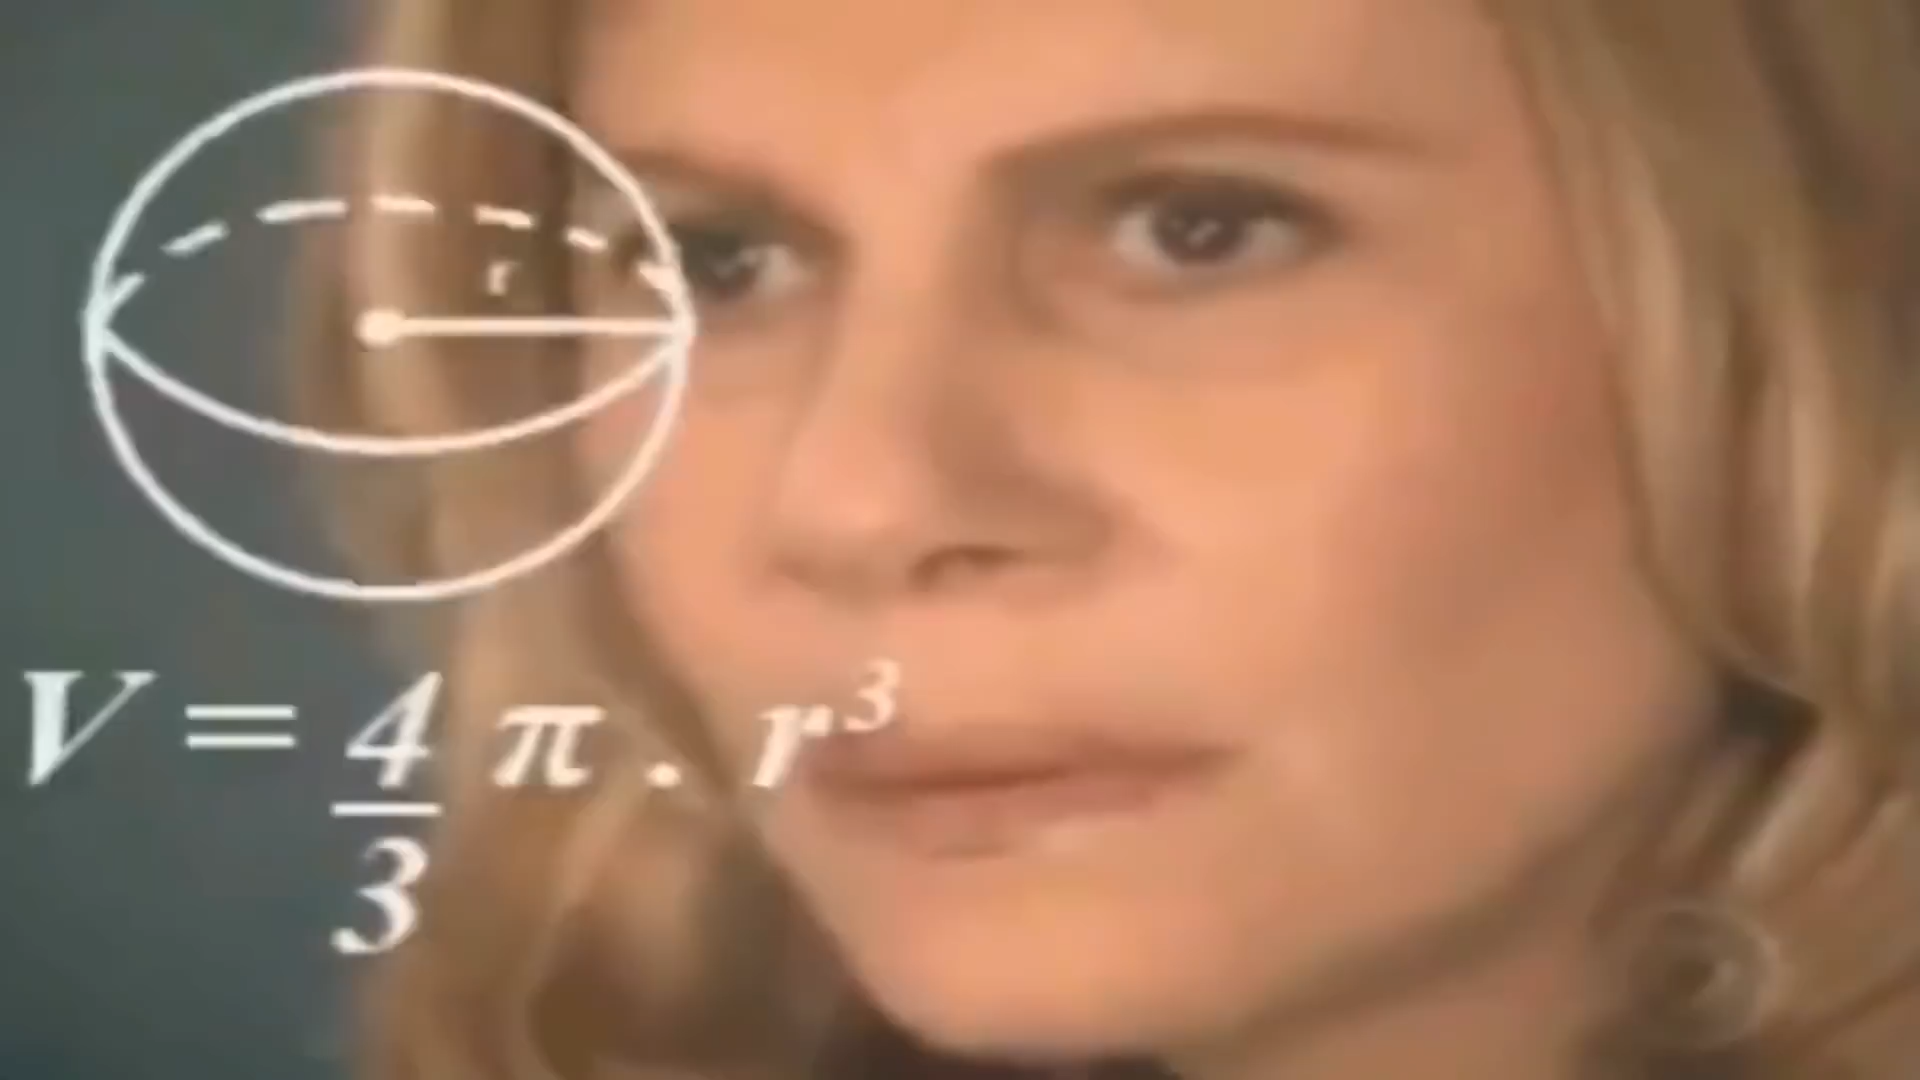 r
V = 4/3 π . r³